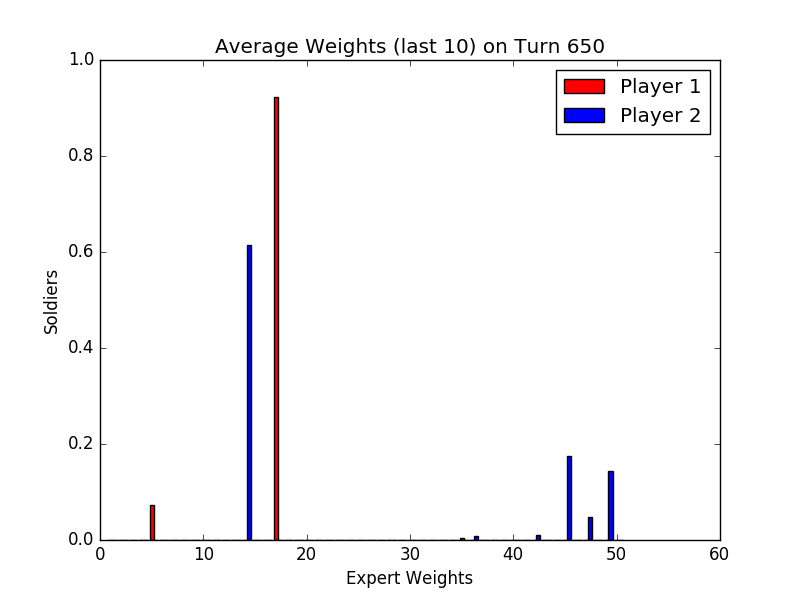 Average Weights (last 10) on Turn 650
1.0
0.8
0.6
0.4
0.2
0.0
Soldiers
Player 1
Player 2
0 10 20 30 40 50 60
Expert Weights